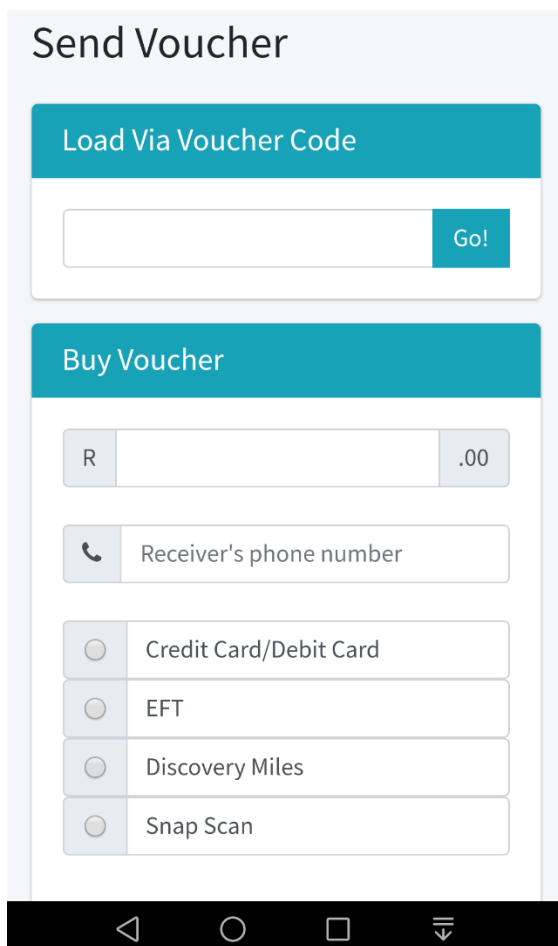 Send Voucher
Load Via Voucher Code
Go!
Buy Voucher
R .00
Receiver's phone number
Credit Card/Debit Card
EFT
Discovery Miles
Snap Scan